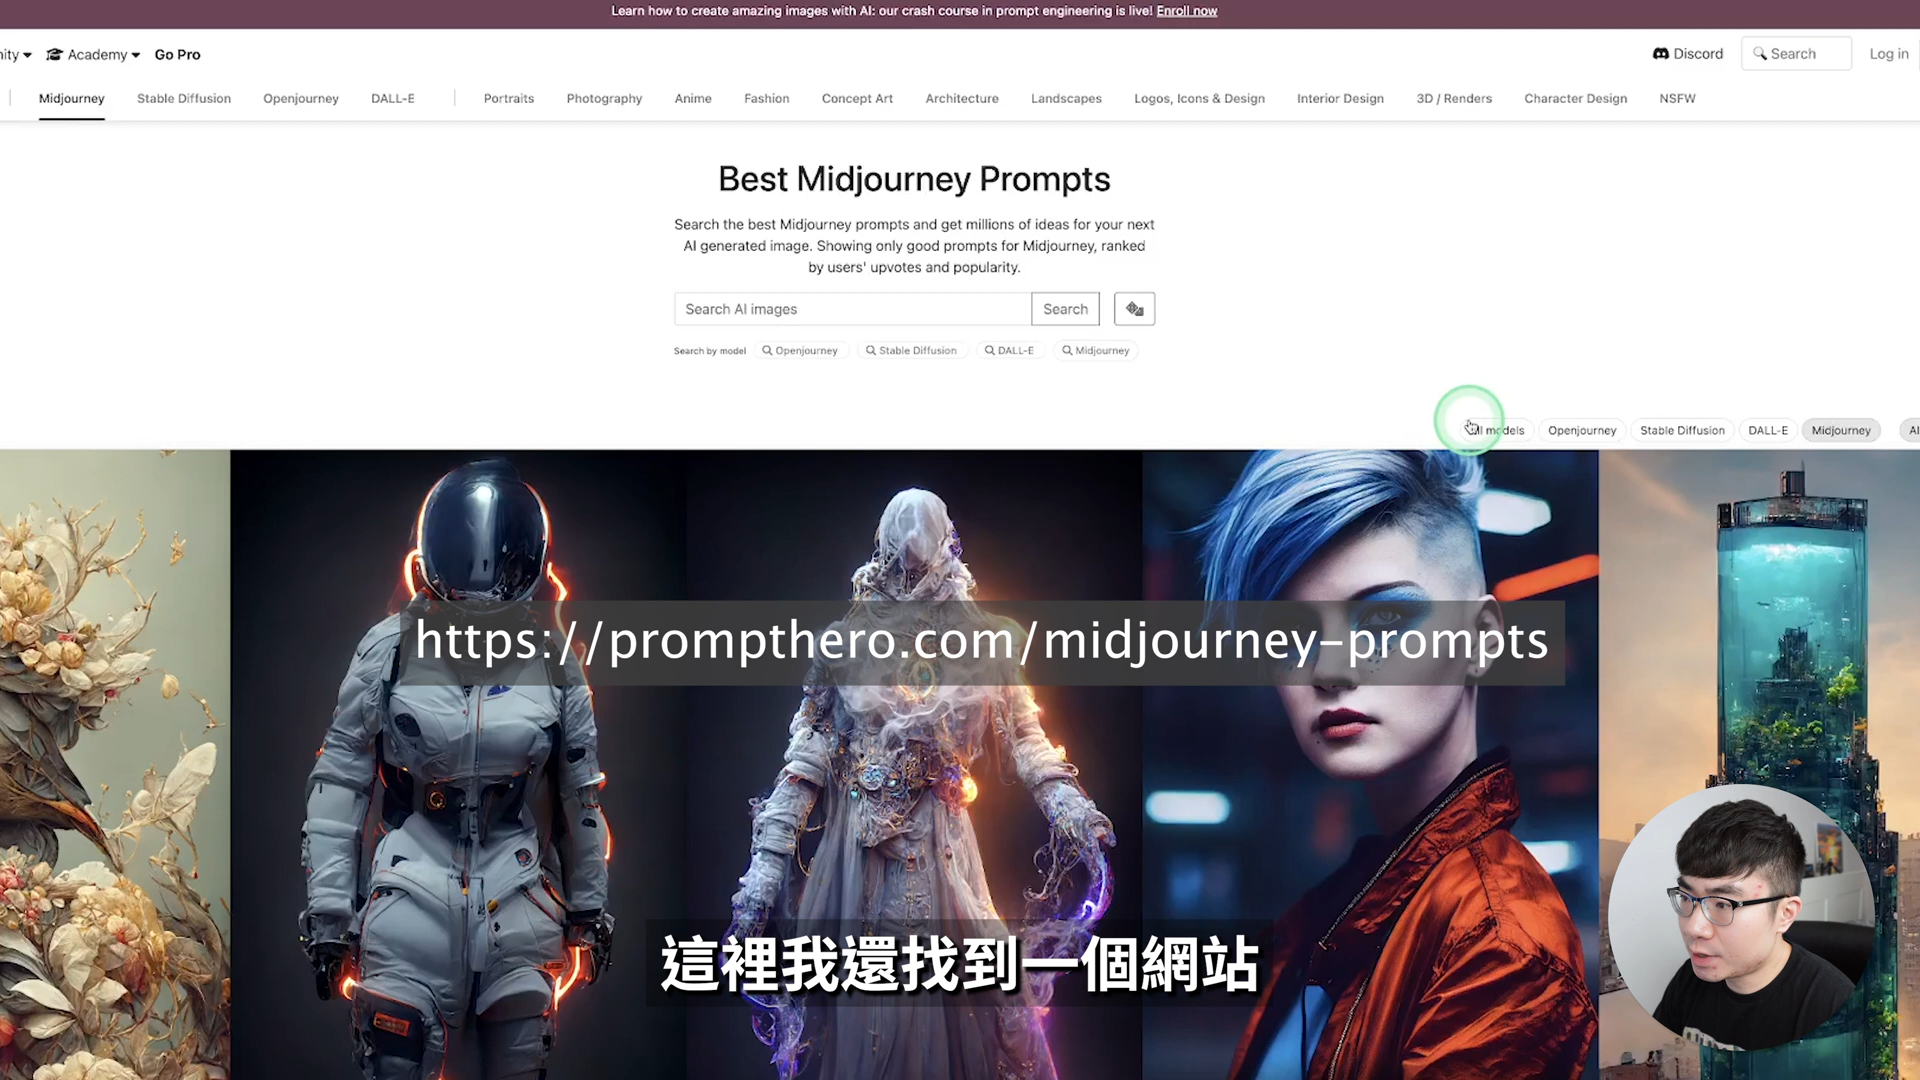 Learn how to create amazing images with AI: our crash course in prompt engineering is live! Enroll now
Academy Go Pro Discord Search Log in
Midjourney Stable Diffusion Openjourney DALL-E Portraits Photography Anime Fashion Concept Art Architecture Landscapes Logos, Icons & Design Interior Design 3D / Renders Character Design NSFW
Best Midjourney Prompts
Search the best Midjourney prompts and get millions of ideas for your next
AI generated image. Showing only good prompts for Midjourney, ranked
by users' upvotes and popularity.
Search AI images Search
Search by model Openjourney Stable Diffusion DALL-E Midjourney
models Openjourney Stable Diffusion DALL-E Midjourney
https://prompthero.com/midjourney-prompts
這裡我還找到一個網站